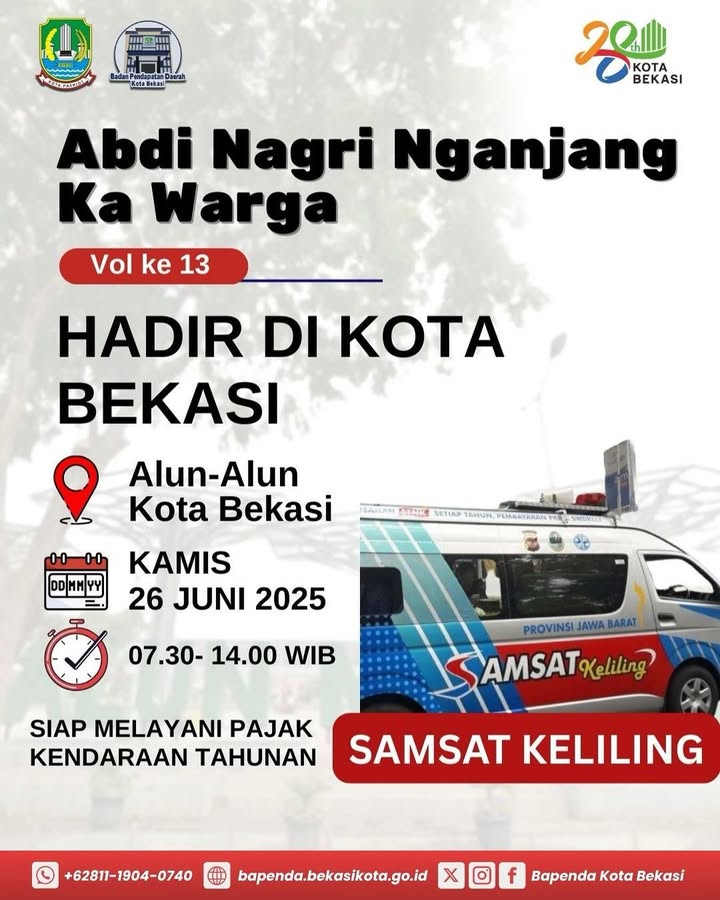 Badan Pendapatan Daerah
Kota Bekasi
28th
KOTA
BEKASI
Abdi Nagri Nganjang
Ka Warga
Vol ke 13
HADIR DI KOTA
BEKASI
Alun-Alun
Kota Bekasi
DD MM YY
KAMIS
26 JUNI 2025
07.30- 14.00 WIB
SETIAP TAHUN, PEMBAYARAN
PROVINSI JAWA BARAT
SAMSAT Keliling
SIAP MELAYANI PAJAK
KENDARAAN TAHUNAN
SAMSAT KELILING
+62811-1904-0740
bapenda.bekasikota.go.id
Bapenda Kota Bekasi